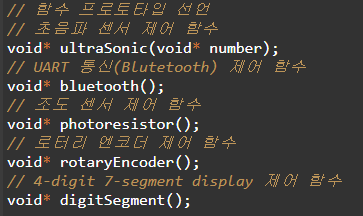 // 함수 프로토타입 선언
// 초음파 센서 제어 함수
void* ultraSonic(void* number);
// UART 통신(Blutetooth) 제어 함수
void* bluetooth();
// 조도 센서 제어 함수
void* photoresistor();
// 로터리 엔코더 제어 함수
void* rotaryEncoder();
// 4-digit 7-segment display 제어 함수
void* digitSegment();